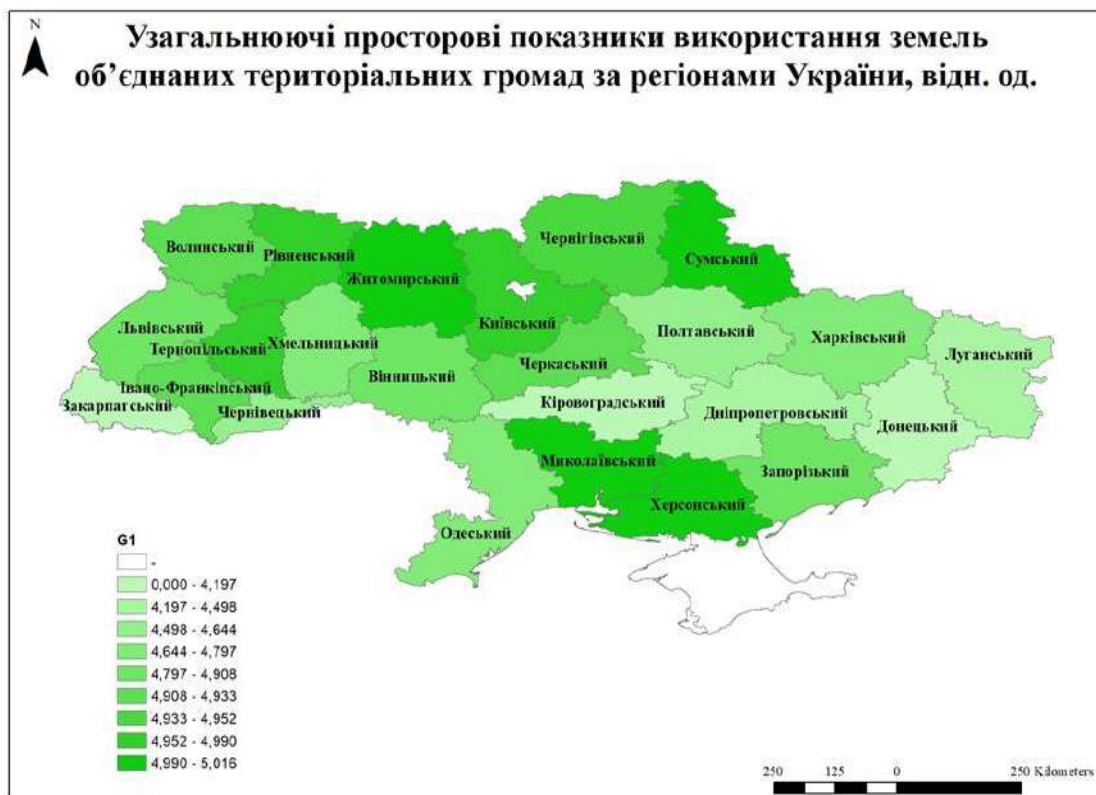 N
Узагальнюючі просторові показники використання земель
об’єднаних територіальних громад за регіонами України, відн. од.
Волинський
Рівненський
Житомирський
Чернігівський
Сумський
Київський
Львівський
Тернопільський
Хмельницький
Полтавський
Харківський
Луганський
Черкаський
Вінницький
Івано-Франківський
Закарпатський
Чернівецький
Кіровоградський
Дніпропетровський
Донецький
Миколаївський
Запорізький
Херсонський
Одеський
G1
-
0,000 - 4,197
4,197 - 4,498
4,498 - 4,644
4,644 - 4,797
4,797 - 4,908
4,908 - 4,933
4,933 - 4,952
4,952 - 4,990
4,990 - 5,016
250 125 0 250 Kilometers